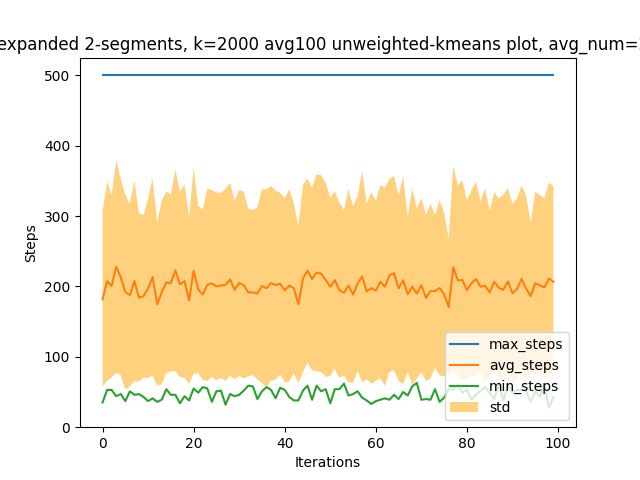 expanded 2-segments, k=2000 avg100 unweighted-kmeans plot, avg_num=
500
400
300
200
100
0
Steps
max_steps
avg_steps
min_steps
std
0 20 40 60 80 100
Iterations